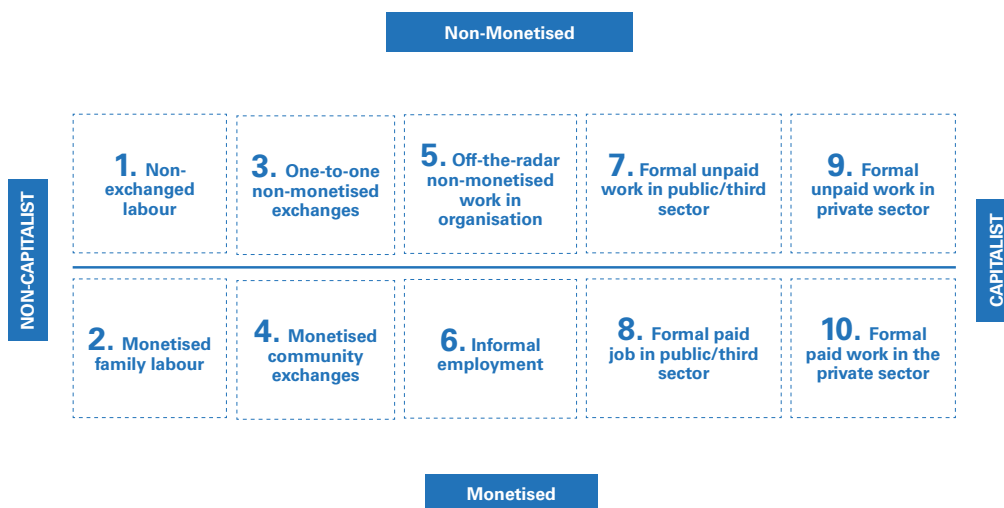 Non-Monetised
NON-CAPITALIST
1. Non-
exchanged
labour
3. One-to-one
non-monetised
exchanges
5. Off-the-radar
non-monetised
work in
organisation
7. Formal unpaid
work in public/third
sector
9. Formal
unpaid work in
private sector
2. Monetised
family labour
4. Monetised
community
exchanges
6. Informal
employment
8. Formal paid
job in public/third
sector
10. Formal
paid work in the
private sector
CAPITALIST
Monetised